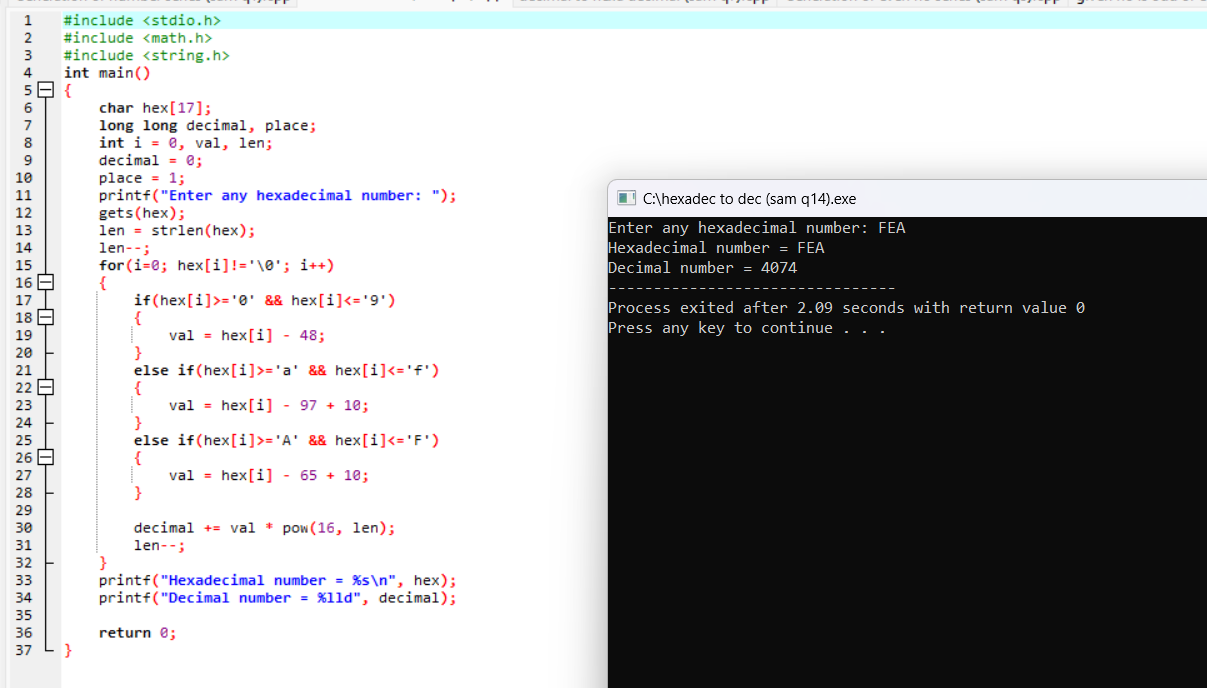 #include <stdio.h>
#include <math.h>
#include <string.h>
int main()
{
    char hex[17];
    long long decimal, place;
    int i = 0, val, len;
    decimal = 0;
    place = 1;
    printf("Enter any hexadecimal number: ");
    gets(hex);
    len = strlen(hex);
    len--;
    for(i=0; hex[i]!='\0'; i++)
    {
        if(hex[i]>='0' && hex[i]<='9')
        {
            val = hex[i] - 48;
        }
        else if(hex[i]>='a' && hex[i]<='f')
        {
            val = hex[i] - 97 + 10;
        }
        else if(hex[i]>='A' && hex[i]<='F')
        {
            val = hex[i] - 65 + 10;
        }

        decimal += val * pow(16, len);
        len--;
    }
    printf("Hexadecimal number = %s\n", hex);
    printf("Decimal number = %lld", decimal);

    return 0;
}
1
2
3
4
5
6
7
8
9
10
11
12
13
14
15
16
17
18
19
20
21
22
23
24
25
26
27
28
29
30
31
32
33
34
35
36
37
C:\hexadec to dec (sam q14).exe
Enter any hexadecimal number: FEA
Hexadecimal number = FEA
Decimal number = 4074
--------------------------------
Process exited after 2.09 seconds with return value 0
Press any key to continue . . .